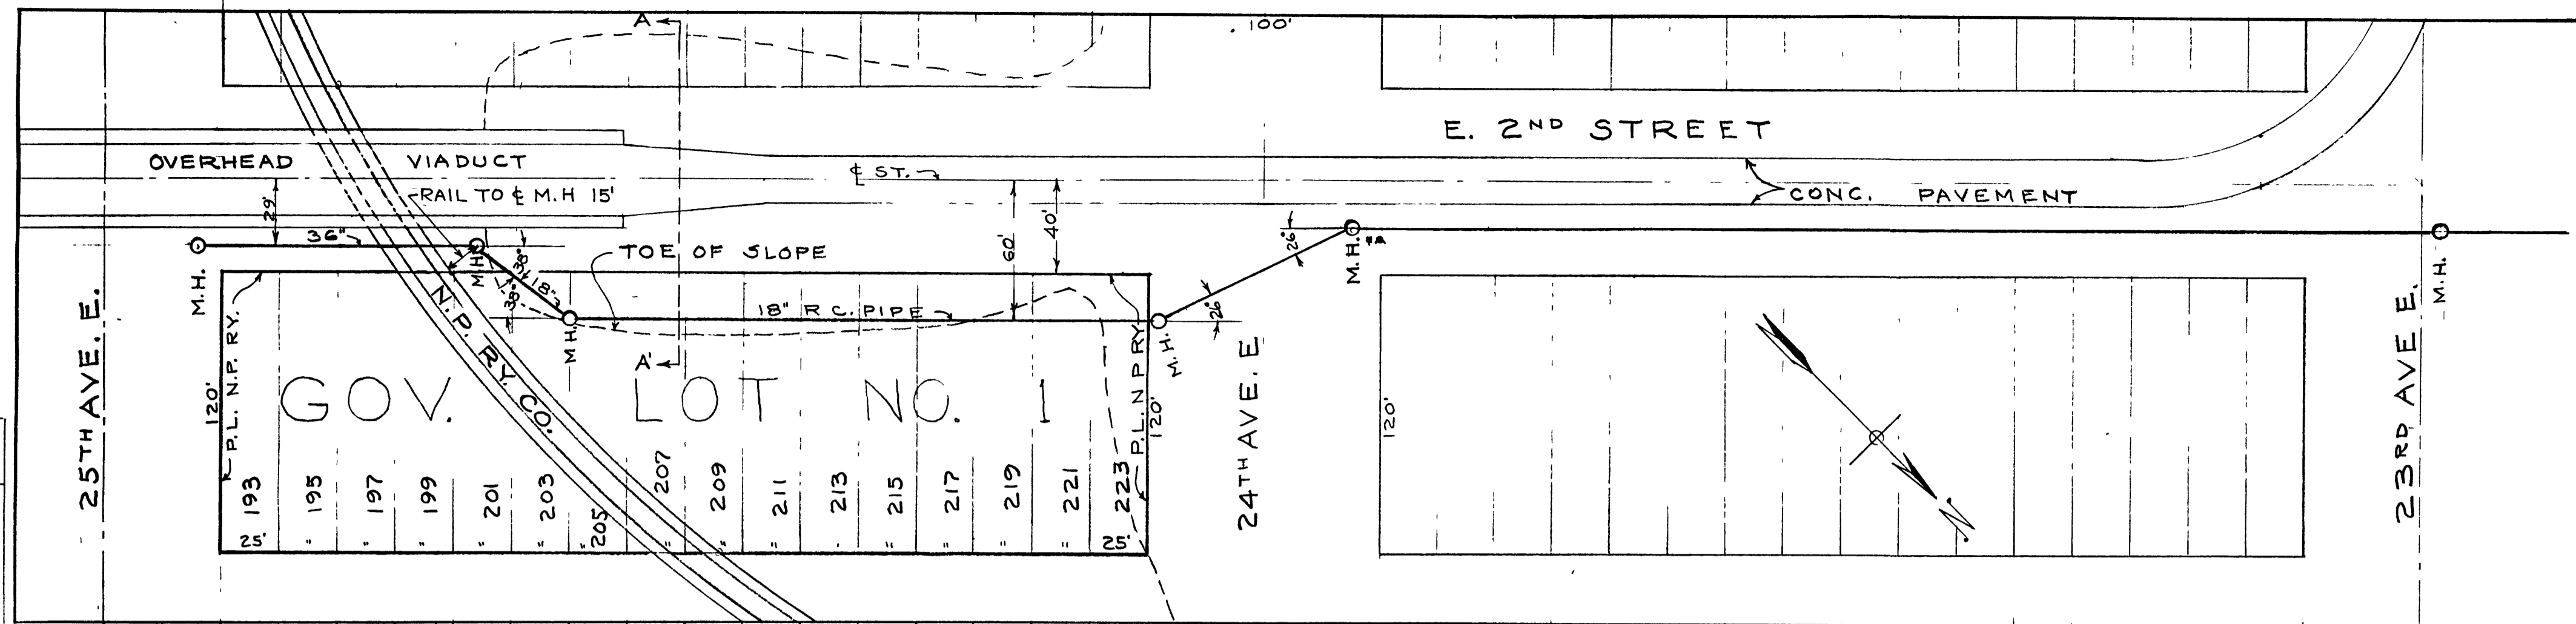 A
100'
E. 2ND STREET
OVERHEAD VIADUCT
RAIL TO ℄ M.H 15'
℄ ST.
CONC. PAVEMENT
29'
36"
M.H.
M.H.
38°
38°
18"
M H.
TOE OF SLOPE
60'
40'
18" R C. PIPE
26°
26°
M.H.
M.H.
M.H.
A'
25TH AVE. E.
120'
P.L. N.P. RY.
N.P. RY. CO.
GOV. LOT NO. 1
P.L. N P RY
120'
24TH AVE. E
120'
23RD AVE E.
193
195
197
199
201
203
205
207
209
211
213
215
217
219
221
223
25' " " " " " " " " " " " " " 25'
N